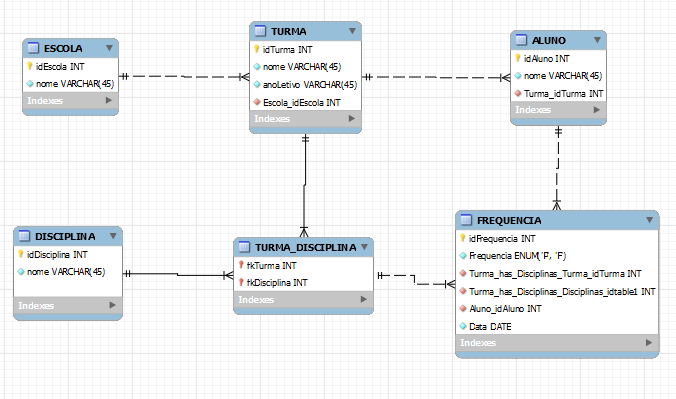 ESCOLA
idEscola INT
nome VARCHAR(45)
Indexes
TURMA
idTurma INT
nome VARCHAR(45)
anoLetivo VARCHAR(45)
Escola_idEscola INT
Indexes
ALUNO
idAluno INT
nome VARCHAR(45)
Turma_idTurma INT
Indexes
DISCIPLINA
idDisciplina INT
nome VARCHAR(45)
Indexes
TURMA_DISCIPLINA
fkTurma INT
fkDisciplina INT
Indexes
FREQUENCIA
idFrequencia INT
Frequencia ENUM('P', 'F')
Turma_has_Disciplinas_Turma_idTurma INT
Turma_has_Disciplinas_Disciplinas_idtable1 INT
Aluno_idAluno INT
Data DATE
Indexes